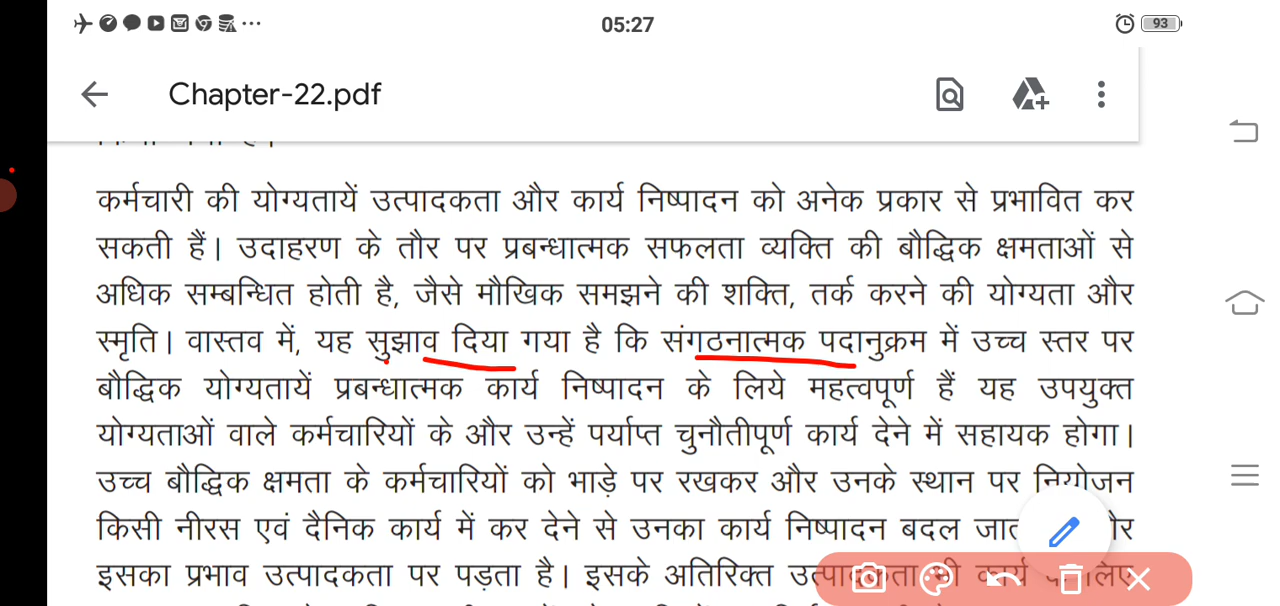 05:27
93
Chapter-22.pdf
कर्मचारी की योग्यतायें उत्पादकता और कार्य निष्पादन को अनेक प्रकार से प्रभावित कर
सकती हैं। उदाहरण के तौर पर प्रबन्धात्मक सफलता व्यक्ति की बौद्धिक क्षमताओं से
अधिक सम्बन्धित होती है, जैसे मौखिक समझने की शक्ति, तर्क करने की योग्यता और
स्मृति। वास्तव में, यह सुझाव दिया गया है कि संगठनात्मक पदानुक्रम में उच्च स्तर पर
बौद्धिक योग्यतायें प्रबन्धात्मक कार्य निष्पादन के लिये महत्वपूर्ण हैं यह उपयुक्त
योग्यताओं वाले कर्मचारियों के और उन्हें पर्याप्त चुनौतीपूर्ण कार्य देने में सहायक होगा।
उच्च बौद्धिक क्षमता के कर्मचारियों को भाड़े पर रखकर और उनके स्थान पर नियोजन
किसी नीरस एवं दैनिक कार्य में कर देने से उनका कार्य निष्पादन बदल
इसका प्रभाव उत्पादकता पर पड़ता है। इसके अतिरिक्त उत्पादकता भी कार्य लिए